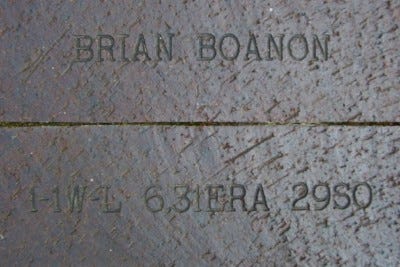 BRIAN BOANON
1-1W-L 6.31ERA 29SO